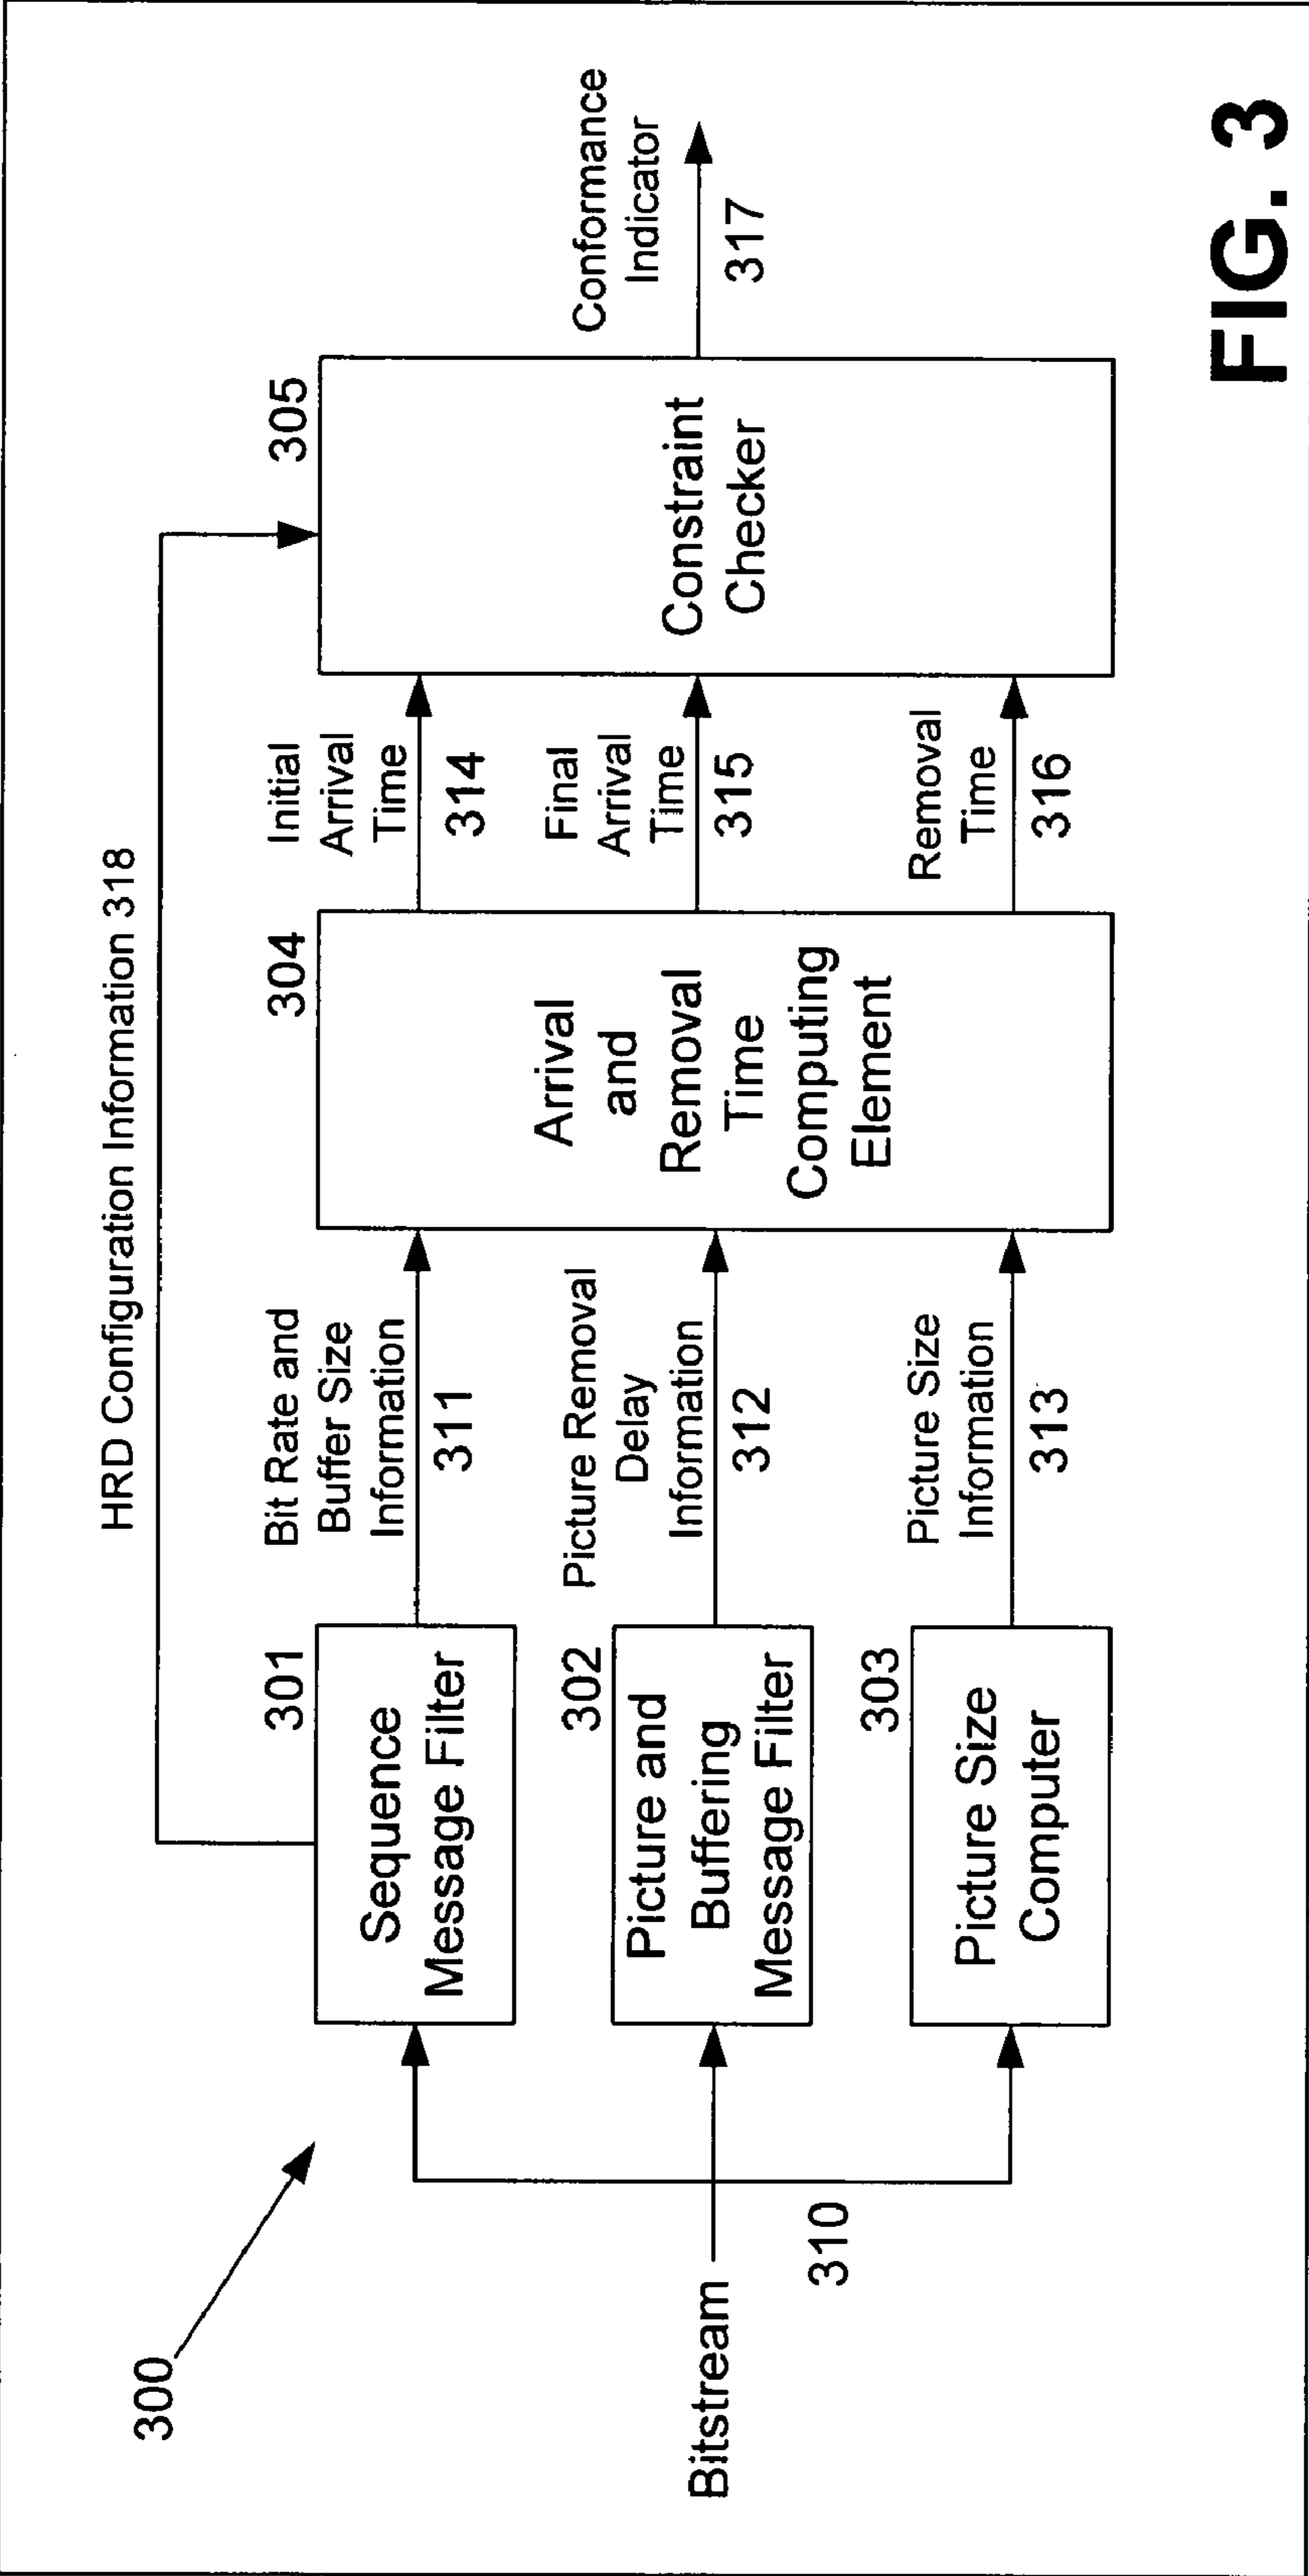 300
HRD Configuration Information 318
Bitstream
310
301
Sequence
Message Filter
302
Picture and
Buffering
Message Filter
303
Picture Size
Computer
Bit Rate and
Buffer Size
Information
311
Picture Removal
Delay
Information
312
Picture Size
Information
313
304
Arrival
and
Removal
Time
Computing
Element
Initial
Arrival
Time
314
Final
Arrival
Time
315
Removal
Time
316
305
Constraint
Checker
Conformance
Indicator
317
FIG. 3